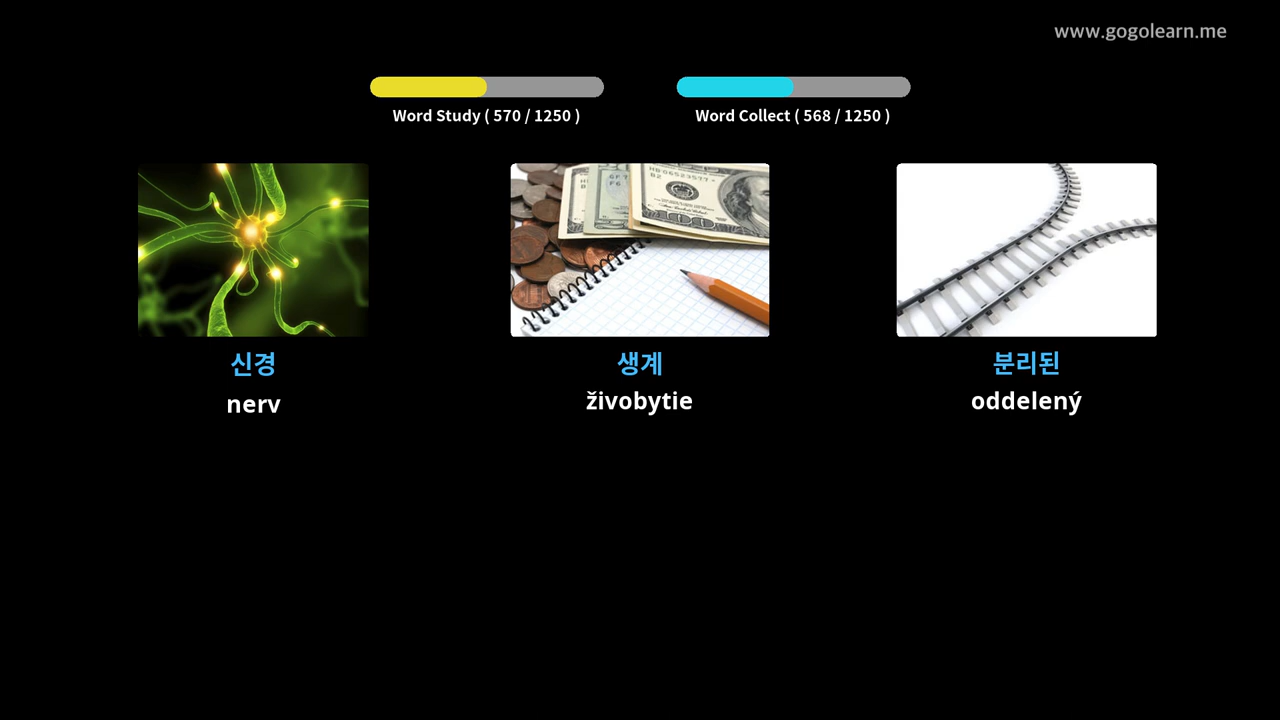 www.gogolearn.me
Word Study ( 570 / 1250 )
Word Collect ( 568 / 1250 )
신경
nerv
생계
živobytie
분리된
oddelený